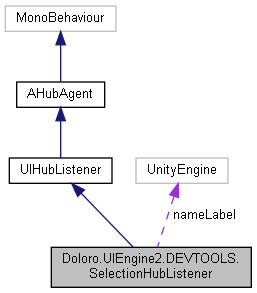 MonoBehaviour
AHubAgent
UIHubListener
UnityEngine
nameLabel
Doloro.UIEngine2.DEVTOOLS.
SelectionHubListener